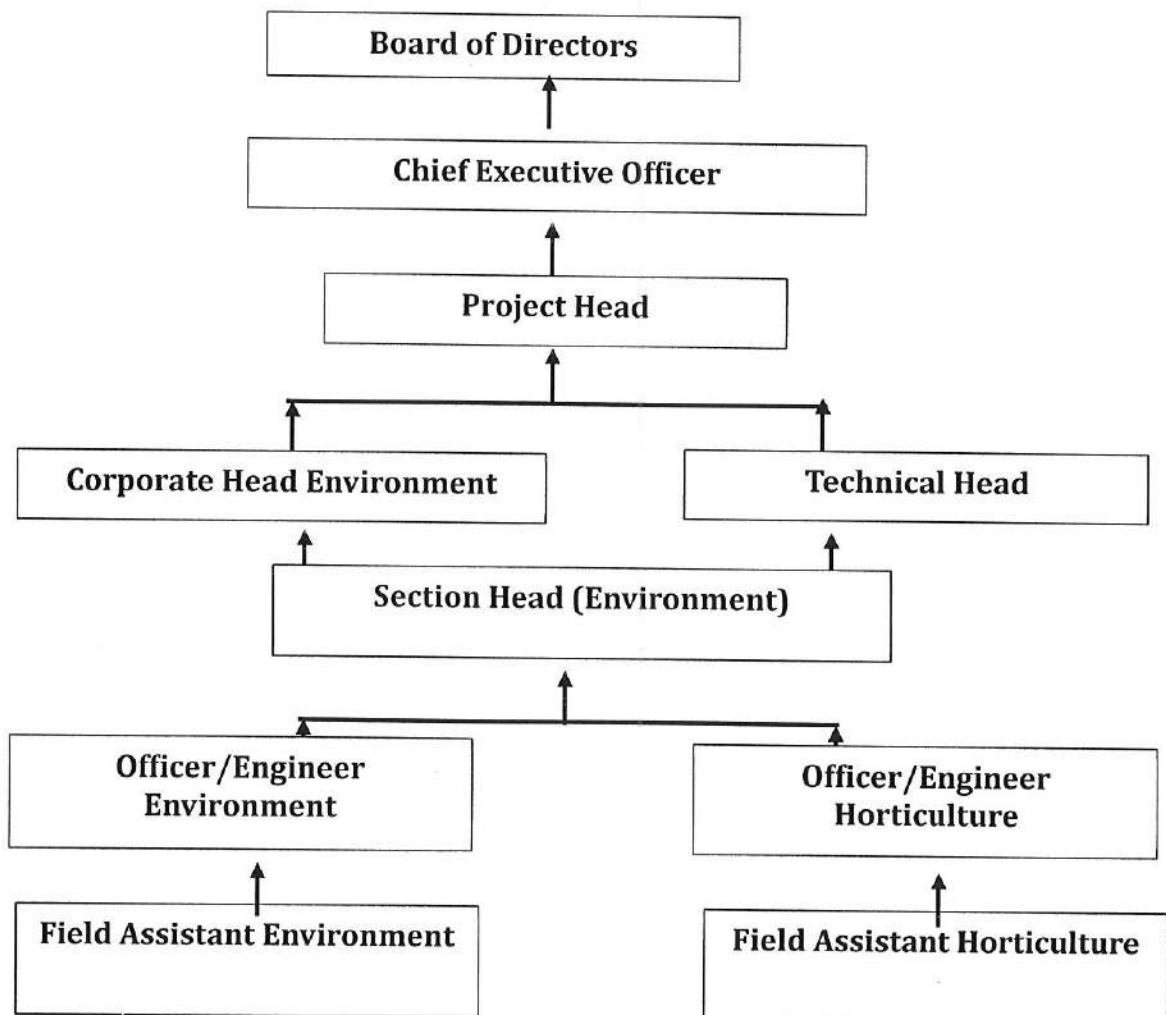 Board of Directors
Chief Executive Officer
Project Head
Corporate Head Environment
Technical Head
Section Head (Environment)
Officer/Engineer
Environment
Officer/Engineer
Horticulture
Field Assistant Environment
Field Assistant Horticulture